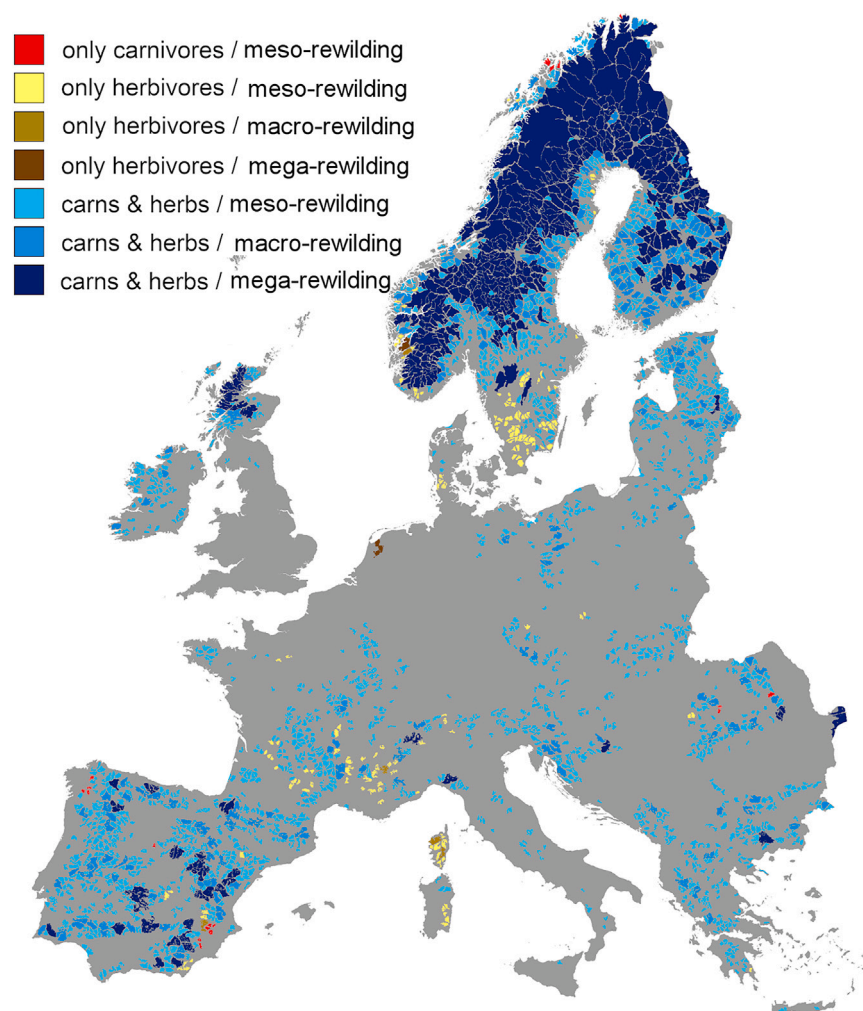 only carnivores / meso-rewilding
only herbivores / meso-rewilding
only herbivores / macro-rewilding
only herbivores / mega-rewilding
carns & herbs / meso-rewilding
carns & herbs / macro-rewilding
carns & herbs / mega-rewilding